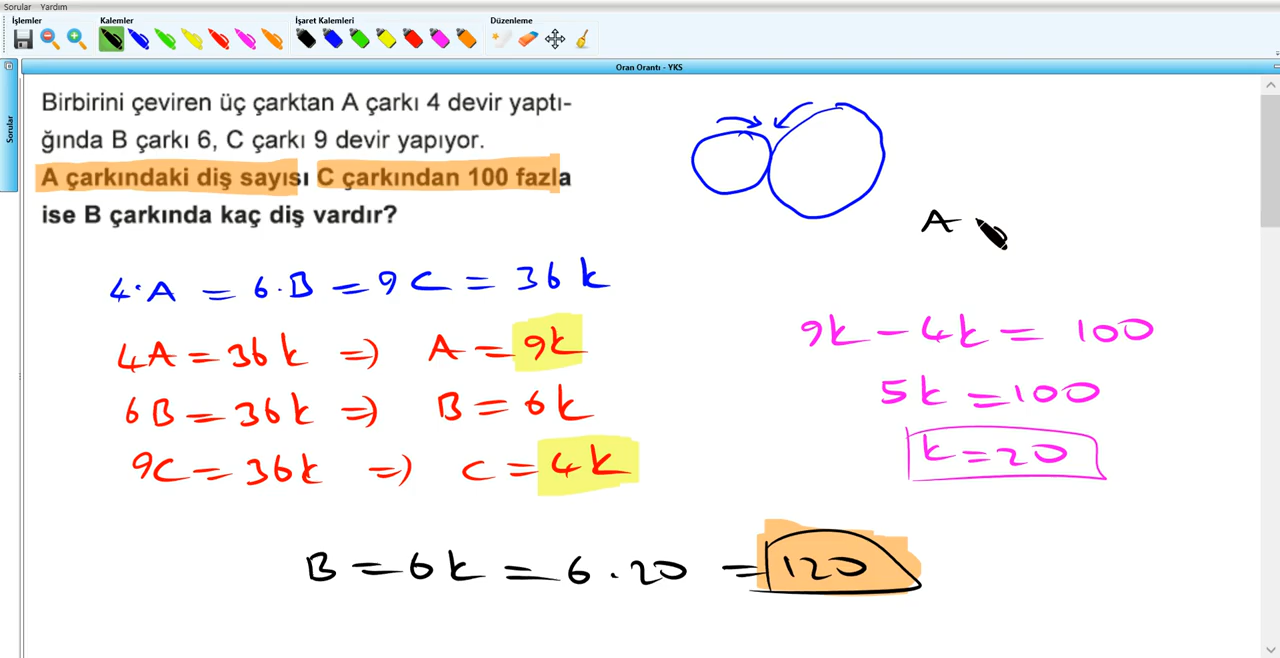 Sorular Yardım
İşlemler Kalemler İşaret Kalemleri Düzenleme
Oran Orantı - YKS
Sorular
Birbirini çeviren üç çarktan A çarkı 4 devir yaptı-
ğında B çarkı 6, C çarkı 9 devir yapıyor.
A çarkındaki diş sayısı C çarkından 100 fazla
ise B çarkında kaç diş vardır?
A
4·A = 6·B = 9C = 36k
4A = 36k => A = 9k
6B = 36k => B = 6k
9C = 36k => C = 4k
9k - 4k = 100
5k = 100
k = 20
B = 6k = 6·20 = 120